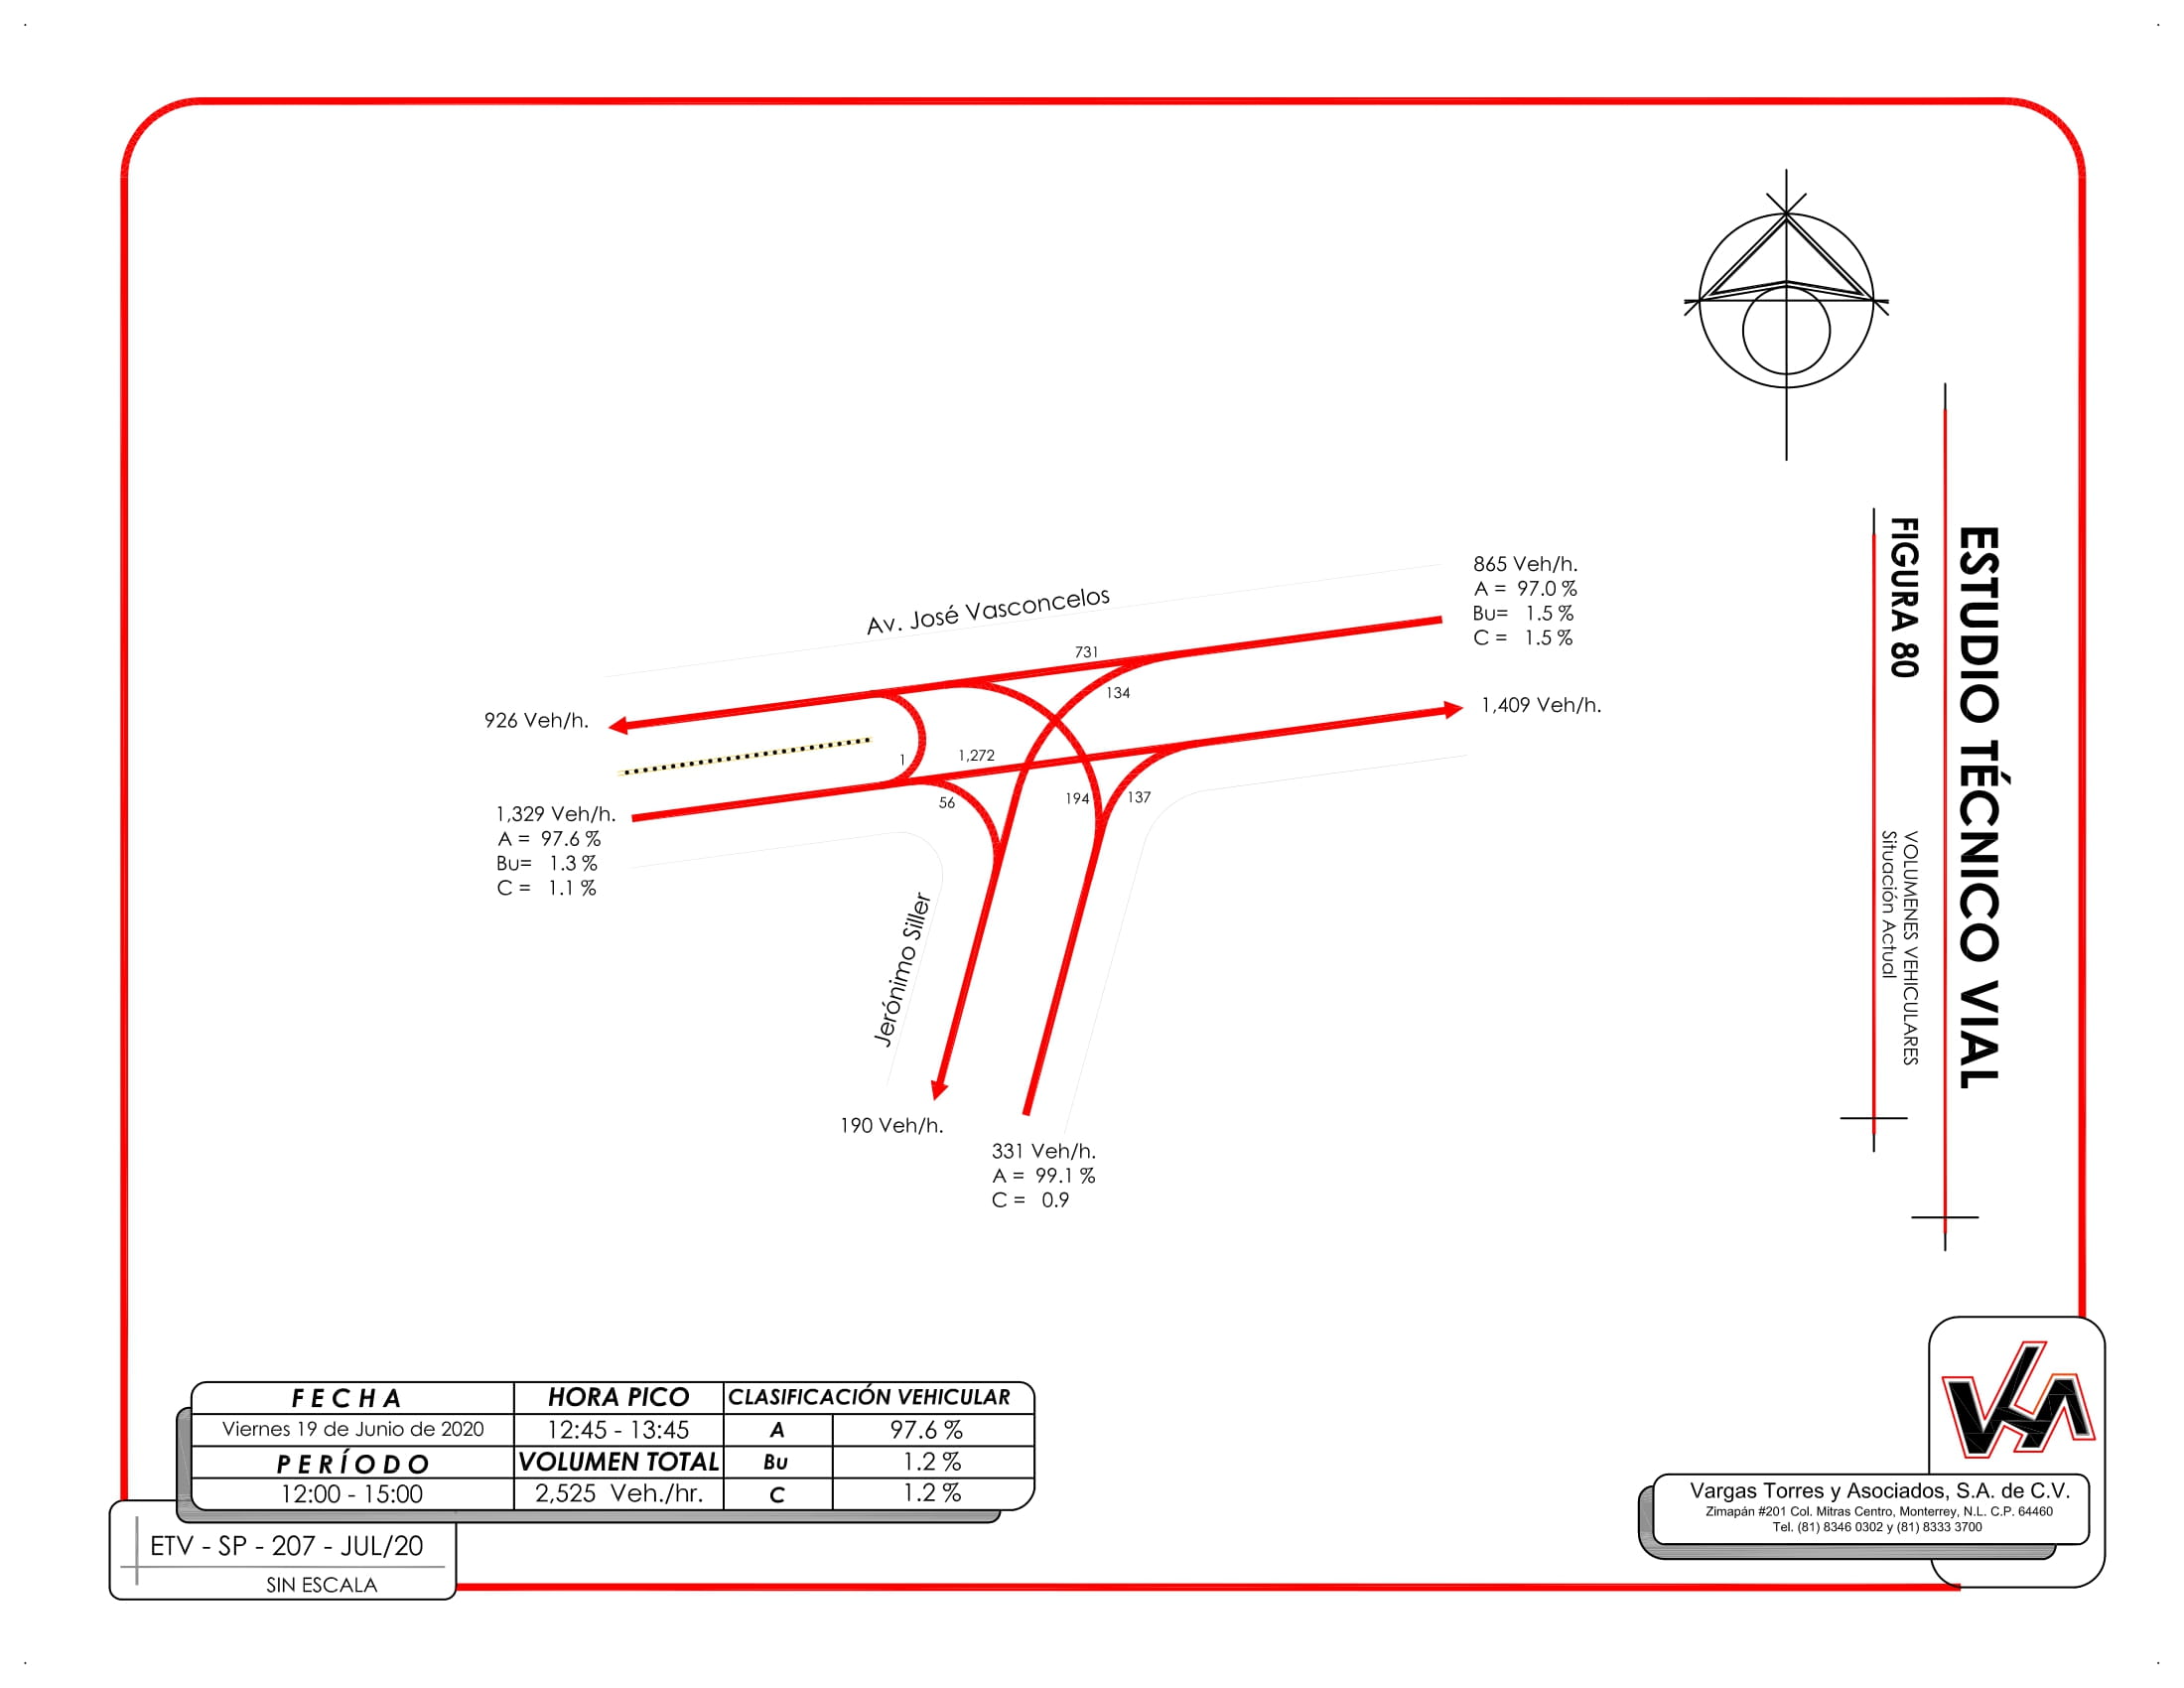 Av. José Vasconcelos
865 Veh/h.
A = 97.0 %
Bu= 1.5 %
C = 1.5 %
731
134
926 Veh/h.
1,409 Veh/h.
1
1,272
56
194
137
1,329 Veh/h.
A = 97.6 %
Bu= 1.3 %
C = 1.1 %
Jerónimo Siller
190 Veh/h.
331 Veh/h.
A = 99.1 %
C = 0.9
ESTUDIO TÉCNICO VIAL
FIGURA 80
VOLUMENES VEHICULARES
Situación Actual
FECHA
HORA PICO
CLASIFICACIÓN VEHICULAR
Viernes 19 de Junio de 2020
12:45 - 13:45
A
97.6 %
PERÍODO
VOLUMEN TOTAL
Bu
1.2 %
12:00 - 15:00
2,525 Veh./hr.
C
1.2 %
ETV - SP - 207 - JUL/20
SIN ESCALA
VTA
Vargas Torres y Asociados, S.A. de C.V.
Zimapán #201 Col. Mitras Centro, Monterrey, N.L. C.P. 64460
Tel. (81) 8346 0302 y (81) 8333 3700